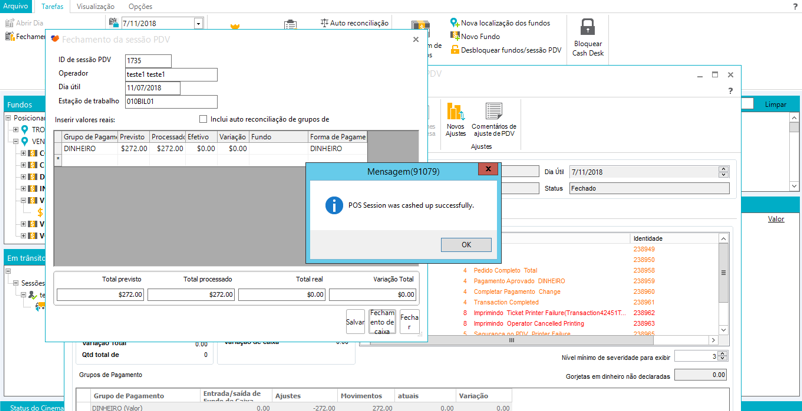 Arquivo Tarefas Visualização Opções ?
Abrir Dia 7/11/2018 Auto reconciliação Nova localização dos fundos
Fechame Novo Fundo
m de Desbloquear fundos/sessão PDV
os Bloquear
Cash Desk
Fechamento da sessão PDV
ID de sessão PDV 1735
Operador teste1 teste1
Dia útil 11/07/2018
Estação de trabalho 010BIL01
Inserir valores reais: Inclui auto reconciliação de grupos de
Grupo de Pagame Previsto Processado Efetivo Variação Fundo Forma de Pagame
DINHEIRO $272.00 $272.00 $0.00 $0.00 DINHEIRO
*
Total previsto Total processado Total real Variação Total
$272.00 $272.00 $0.00 $0.00
Salvar
Fecham
ento de
caixa
Fecha
r
Mensagem(91079)
POS Session was cashed up successfully.
OK
Fundos
Posicionar
TRO
VEN
Em trânsito
Sessões
te
Status do Cinema
DV
?
Novos
Ajustes
Comentários de
ajuste de PDV
Ajustes
Limpar
Valor
Dia Útil 7/11/2018
Status Fechado
Identidade
238949
238950
4 Pedido Completo Total 238958
4 Pagamento Aprovado DINHEIRO 238959
4 Completar Pagamento Change 238960
4 Transaction Completed 238961
8 Imprimindo Ticket Printer Failure(Transaction42451T 238962
8 Imprimindo Operator Cancelled Printing 238963
5 Segurança no PDV Printer Failure 238965
Variação Total 0.00 Variação de caixa 0.00
Qtd total de 0
Nível mínimo de severidade para exibir 3
Gorjetas em dinheiro não declaradas 0.00
Grupos de Pagamento
Grupo de Pagamento Entrada/saída de Fundo da Caixa Ajustes Movimentos atuais Variação
DINHEIRO (Valor) 0.00 -272.00 272.00 0.00 0.00